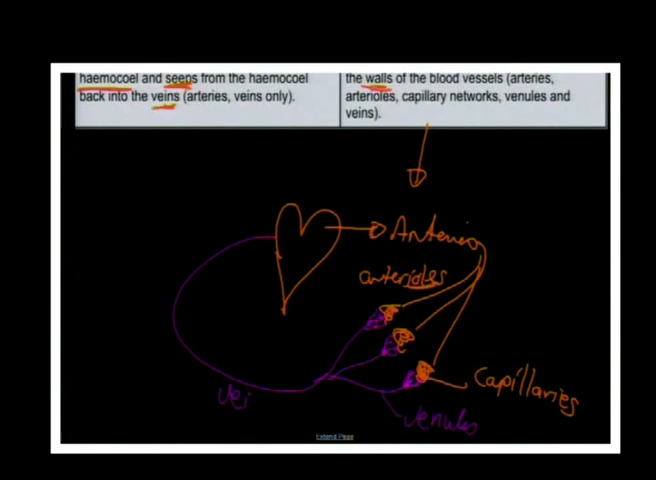 haemocoel and seeps from the haemocoel
back into the veins (arteries, veins only).
the walls of the blood vessels (arteries,
arterioles, capillary networks, venules and
veins).
Arteries
arterioles
Capillaries
Vei
Venules
Extend Page